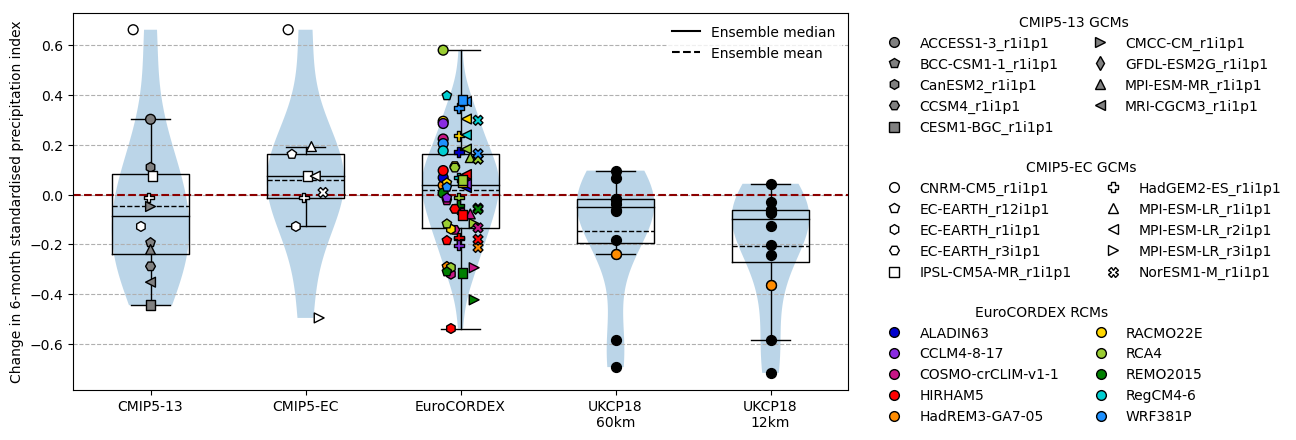 Change in 6-month standardised precipitation index
0.6
0.4
0.2
0.0
−0.2
−0.4
−0.6
CMIP5-13
CMIP5-EC
EuroCORDEX
UKCP18
60km
UKCP18
12km
Ensemble median
Ensemble mean
CMIP5-13 GCMs
ACCESS1-3_r1i1p1
BCC-CSM1-1_r1i1p1
CanESM2_r1i1p1
CCSM4_r1i1p1
CESM1-BGC_r1i1p1
CMCC-CM_r1i1p1
GFDL-ESM2G_r1i1p1
MPI-ESM-MR_r1i1p1
MRI-CGCM3_r1i1p1
CMIP5-EC GCMs
CNRM-CM5_r1i1p1
EC-EARTH_r12i1p1
EC-EARTH_r1i1p1
EC-EARTH_r3i1p1
IPSL-CM5A-MR_r1i1p1
HadGEM2-ES_r1i1p1
MPI-ESM-LR_r1i1p1
MPI-ESM-LR_r2i1p1
MPI-ESM-LR_r3i1p1
NorESM1-M_r1i1p1
EuroCORDEX RCMs
ALADIN63
CCLM4-8-17
COSMO-crCLIM-v1-1
HIRHAM5
HadREM3-GA7-05
RACMO22E
RCA4
REMO2015
RegCM4-6
WRF381P